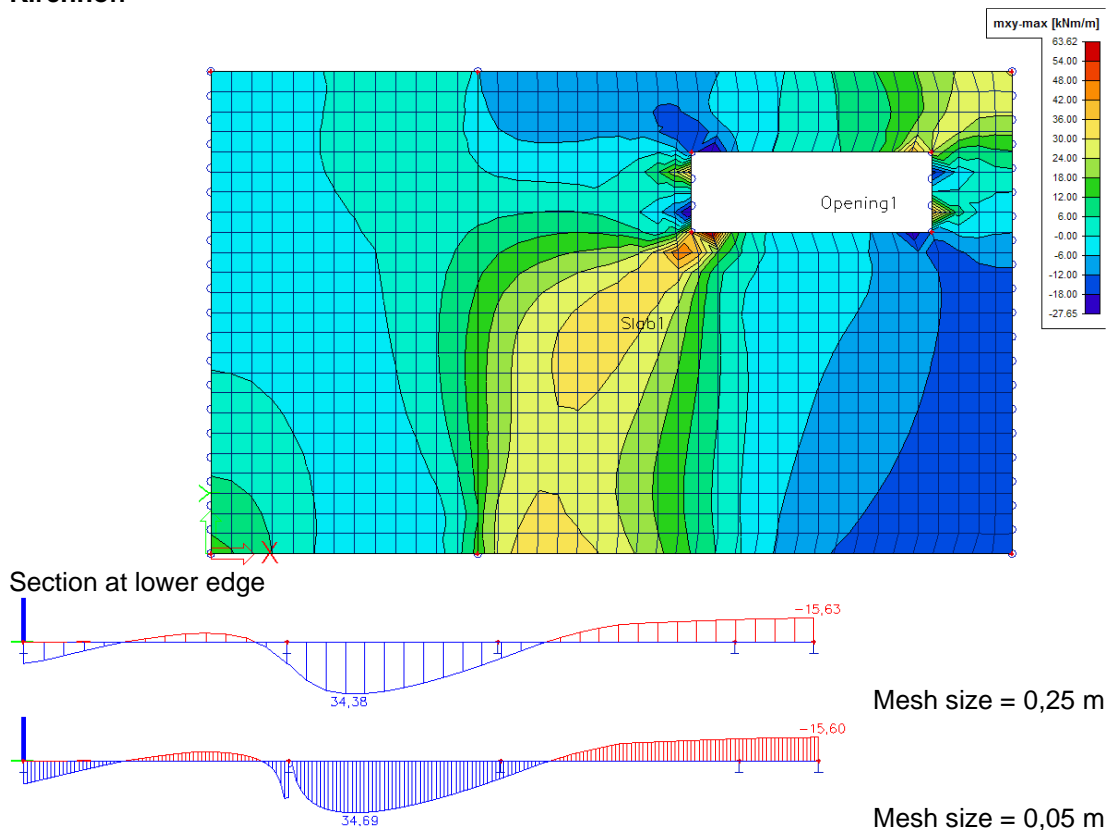 mxy-max [kNm/m]
63.62
54.00
48.00
42.00
36.00
30.00
24.00
18.00
12.00
6.00
-0.00
-6.00
-12.00
-18.00
-24.00
-27.65
Opening1
Slab1
Y
X
Section at lower edge
-15,63
34,38
Mesh size = 0,25 m
-15,60
34,69
Mesh size = 0,05 m